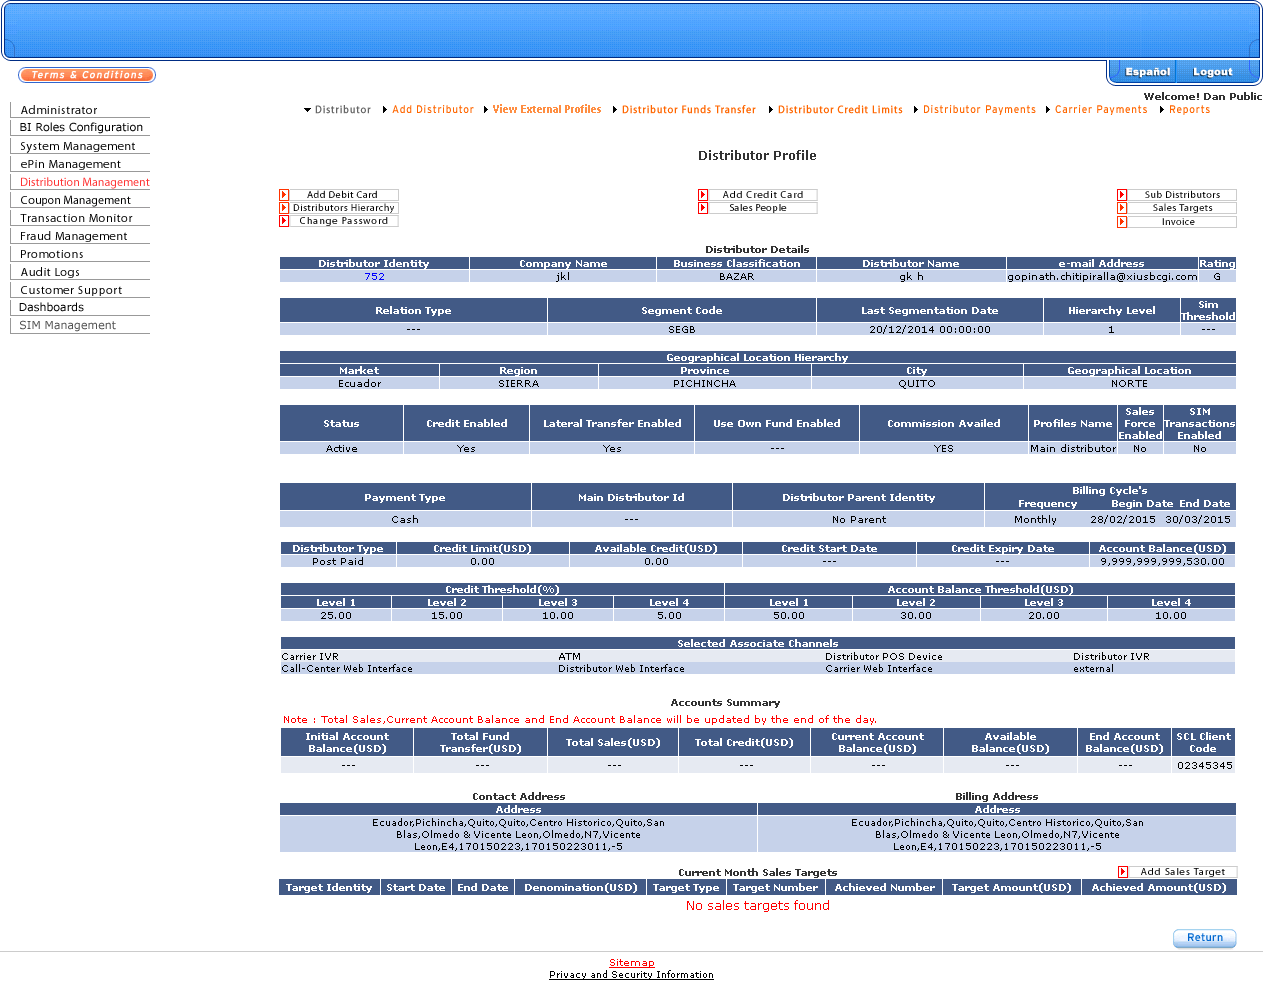 Terms & Conditions
Español Logout
Welcome! Dan Public
Distributor Add Distributor View External Profiles Distributor Funds Transfer Distributor Credit Limits Distributor Payments Carrier Payments Reports
Administrator
BI Roles Configuration
System Management
ePin Management
Distribution Management
Coupon Management
Transaction Monitor
Fraud Management
Promotions
Audit Logs
Customer Support
Dashboards
SIM Management
Distributor Profile
Add Debit Card Add Credit Card Sub Distributors
Distributors Hierarchy Sales People Sales Targets
Change Password Invoice
Distributor Details
Distributor Identity Company Name Business Classification Distributor Name e-mail Address Rating
752 jkl BAZAR gk h gopinath.chitipiralla@xiusbcgi.com G
Relation Type Segment Code Last Segmentation Date Hierarchy Level Sim Threshold
--- SEGB 20/12/2014 00:00:00 1 ---
Geographical Location Hierarchy
Market Region Province City Geographical Location
Ecuador SIERRA PICHINCHA QUITO NORTE
Status Credit Enabled Lateral Transfer Enabled Use Own Fund Enabled Commission Availed Profiles Name Sales Force Enabled SIM Transactions Enabled
Active Yes Yes --- YES Main distributor No No
Payment Type Main Distributor Id Distributor Parent Identity Billing Cycle's
Frequency Begin Date End Date
Cash --- No Parent Monthly 28/02/2015 30/03/2015
Distributor Type Credit Limit(USD) Available Credit(USD) Credit Start Date Credit Expiry Date Account Balance(USD)
Post Paid 0.00 0.00 --- --- 9,999,999,999,530.00
Credit Threshold(%) Account Balance Threshold(USD)
Level 1 Level 2 Level 3 Level 4 Level 1 Level 2 Level 3 Level 4
25.00 15.00 10.00 5.00 50.00 30.00 20.00 10.00
Selected Associate Channels
Carrier IVR ATM Distributor POS Device Distributor IVR
Call-Center Web Interface Distributor Web Interface Carrier Web Interface external
Accounts Summary
Note : Total Sales,Current Account Balance and End Account Balance will be updated by the end of the day.
Initial Account Balance(USD) Total Fund Transfer(USD) Total Sales(USD) Total Credit(USD) Current Account Balance(USD) Available Balance(USD) End Account Balance(USD) SCL Client Code
--- --- --- --- --- --- --- 02345345
Contact Address Billing Address
Address Address
Ecuador,Pichincha,Quito,Quito,Centro Historico,Quito,San Ecuador,Pichincha,Quito,Quito,Centro Historico,Quito,San
Blas,Olmedo & Vicente Leon,Olmedo,N7,Vicente Blas,Olmedo & Vicente Leon,Olmedo,N7,Vicente
Leon,E4,170150223,170150223011,-5 Leon,E4,170150223,170150223011,-5
Current Month Sales Targets Add Sales Target
Target Identity Start Date End Date Denomination(USD) Target Type Target Number Achieved Number Target Amount(USD) Achieved Amount(USD)
No sales targets found
Return
Sitemap
Privacy and Security Information